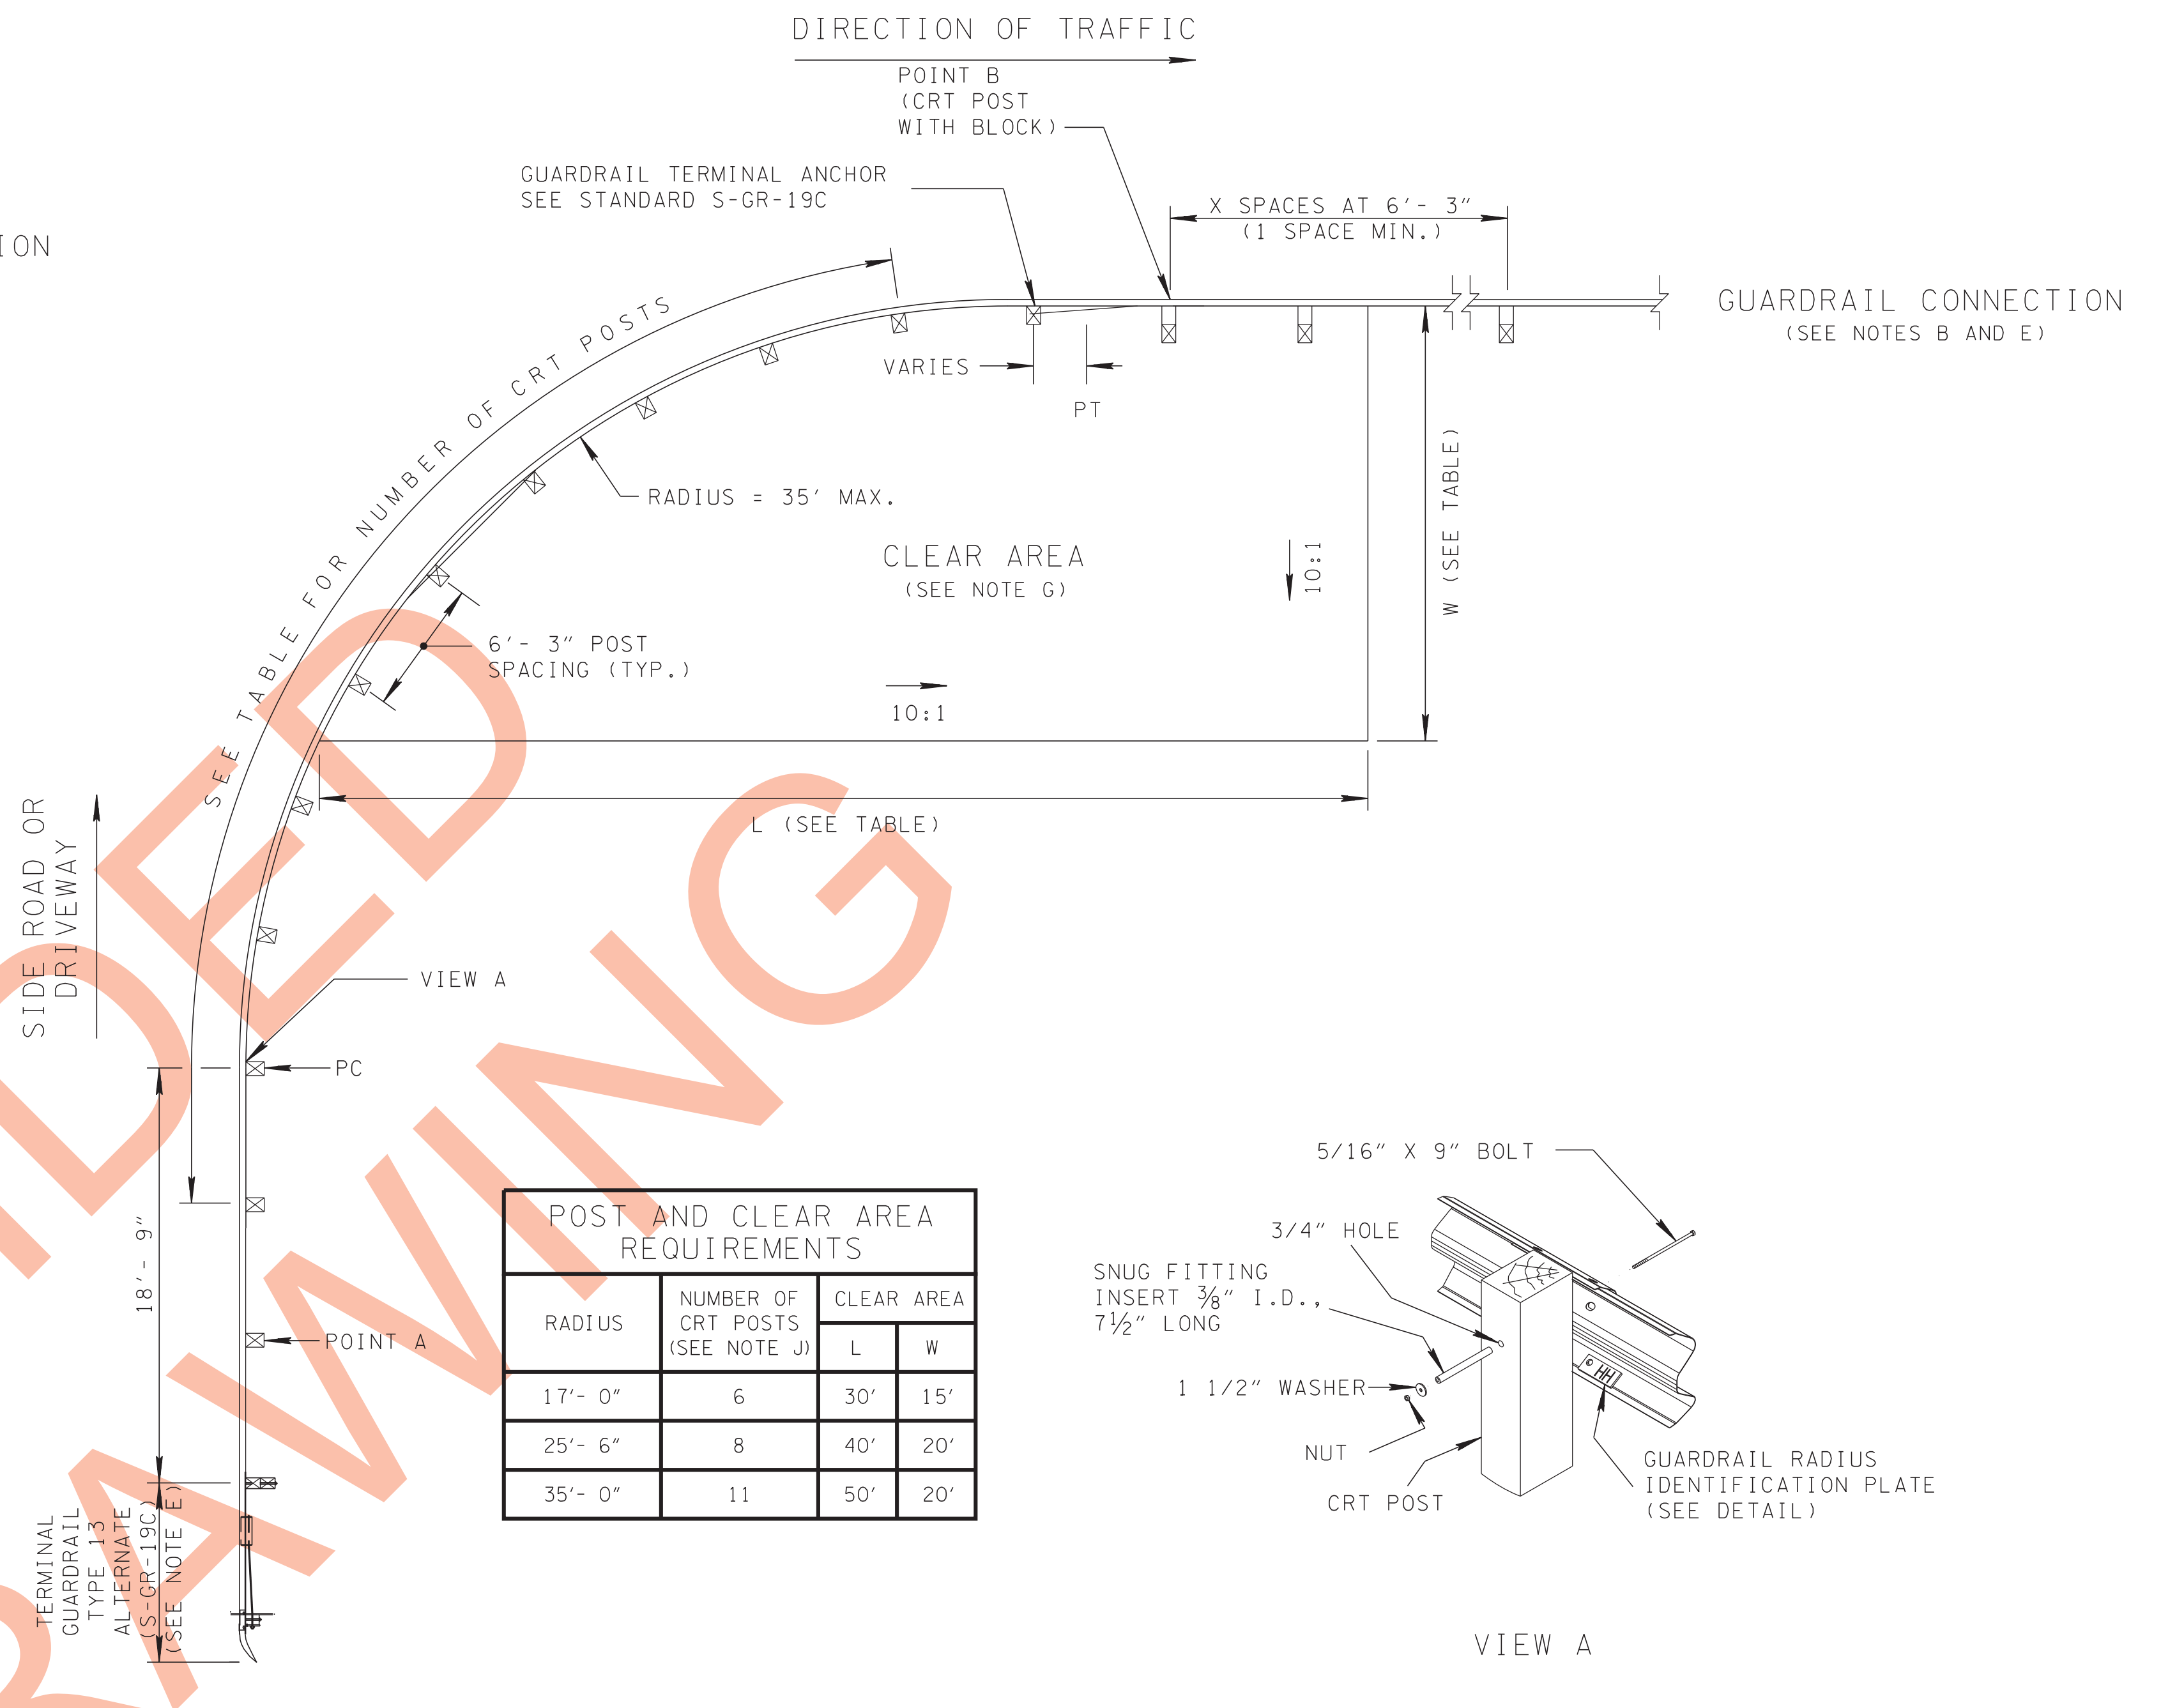 DIRECTION OF TRAFFIC
POINT B
(CRT POST
WITH BLOCK)
GUARDRAIL TERMINAL ANCHOR
SEE STANDARD S-GR-19C
X SPACES AT 6'- 3"
(1 SPACE MIN.)
ION
GUARDRAIL CONNECTION
(SEE NOTES B AND E)
VARIES
PT
SEE TABLE FOR NUMBER OF CRT POSTS
RADIUS = 35' MAX.
CLEAR AREA
(SEE NOTE G)
10:1
W (SEE TABLE)
6'- 3" POST
SPACING (TYP.)
10:1
L (SEE TABLE)
SIDE ROAD OR
DRIVEWAY
VIEW A
PC
18'- 9"
POINT A
TERMINAL
GUARDRAIL
TYPE 13
ALTERNATE
(S-GR-19C)
(SEE NOTE E)
POST AND CLEAR AREA
REQUIREMENTS
RADIUS
NUMBER OF
CRT POSTS
(SEE NOTE J)
CLEAR AREA
L
W
17'- 0" 6 30' 15'
25'- 6" 8 40' 20'
35'- 0" 11 50' 20'
5/16" X 9" BOLT
3/4" HOLE
SNUG FITTING
INSERT 3/8" I.D.,
7 1/2" LONG
1 1/2" WASHER
NUT
CRT POST
HH
GUARDRAIL RADIUS
IDENTIFICATION PLATE
(SEE DETAIL)
VIEW A
DED
RAWING